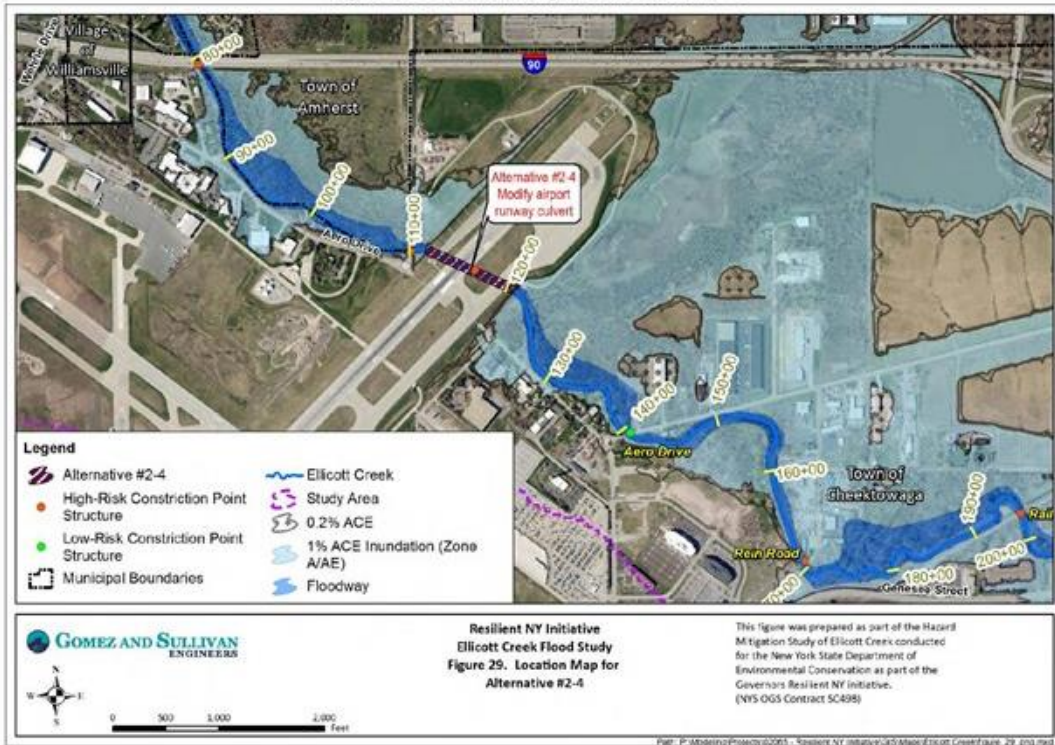 Wehrle Drive
Village
of
Williamsville
80+00
Town of
Amherst
90
90+00
100+00
110+00
Aero Drive
Alternative #2-4
Modify airport
runway culvert
120+00
130+00
140+00
150+00
Aero Drive
160+00
Town of
Cheektowaga
Rein Road
180+00
190+00
200+00
Rail
Genesee Street
Legend
Alternative #2-4
High-Risk Constriction Point
Structure
Low-Risk Constriction Point
Structure
Municipal Boundaries
Ellicott Creek
Study Area
0.2% ACE
1% ACE Inundation (Zone
A/AE)
Floodway
GOMEZ AND SULLIVAN
ENGINEERS
N
W E
S
0 500 1,000 2,000
Feet
Resilient NY Initiative
Ellicott Creek Flood Study
Figure 29. Location Map for
Alternative #2-4
This figure was prepared as part of the Hazard
Mitigation Study of Ellicott Creek conducted
for the New York State Department of
Environmental Conservation as part of the
Governors Resilient NY initiative.
(NYS OGS Contract SC498)